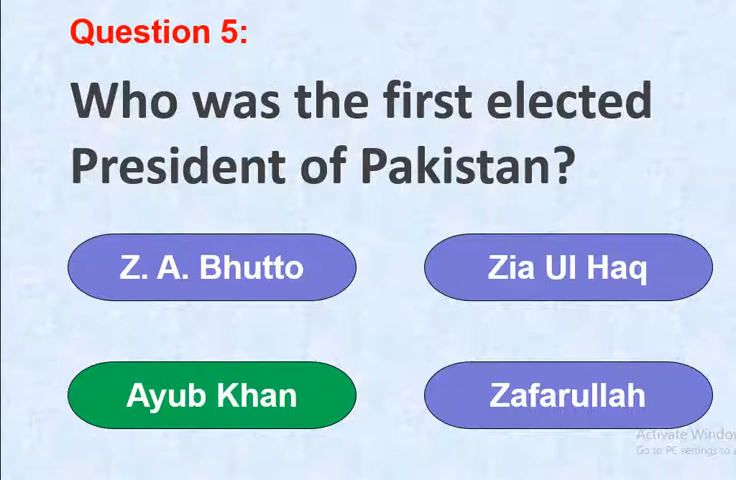 Question 5:
Who was the first elected
President of Pakistan?
Z. A. Bhutto
Zia Ul Haq
Ayub Khan
Zafarullah
Activate Windo
Go to PC settings to a